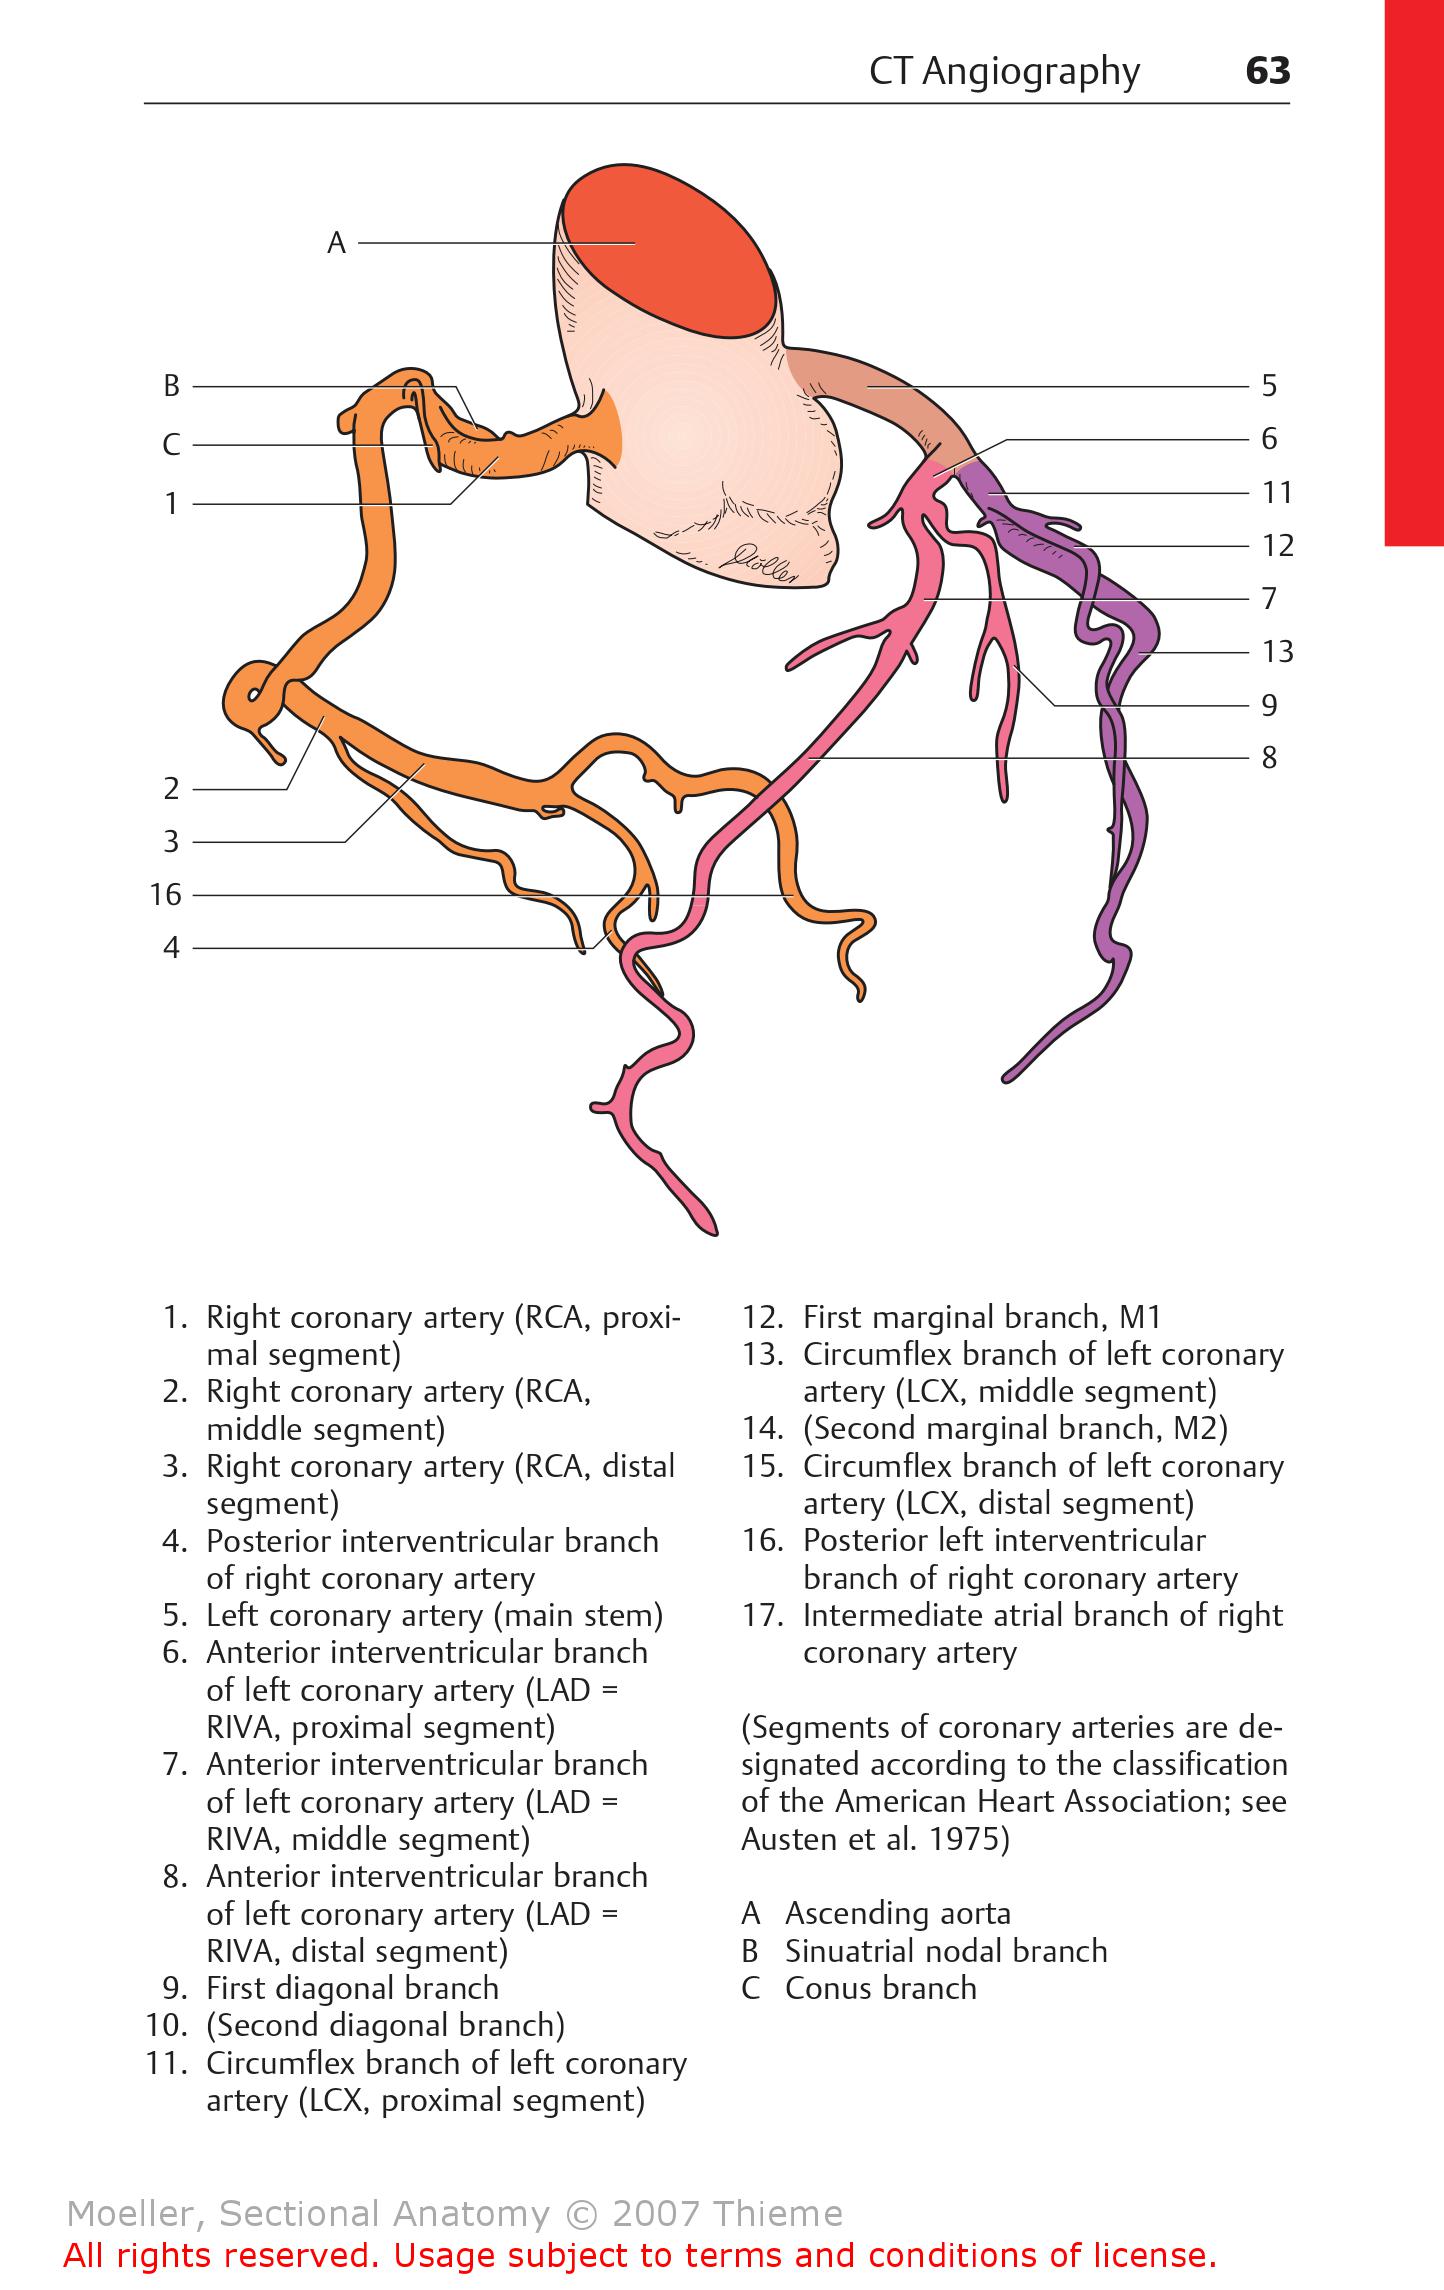 CT Angiography 63
A
B
C
1
2
3
16
4
5
6
11
12
7
13
9
8
Möller
1. Right coronary artery (RCA, proxi-
mal segment)
2. Right coronary artery (RCA,
middle segment)
3. Right coronary artery (RCA, distal
segment)
4. Posterior interventricular branch
of right coronary artery
5. Left coronary artery (main stem)
6. Anterior interventricular branch
of left coronary artery (LAD =
RIVA, proximal segment)
7. Anterior interventricular branch
of left coronary artery (LAD =
RIVA, middle segment)
8. Anterior interventricular branch
of left coronary artery (LAD =
RIVA, distal segment)
9. First diagonal branch
10. (Second diagonal branch)
11. Circumflex branch of left coronary
artery (LCX, proximal segment)
12. First marginal branch, M1
13. Circumflex branch of left coronary
artery (LCX, middle segment)
14. (Second marginal branch, M2)
15. Circumflex branch of left coronary
artery (LCX, distal segment)
16. Posterior left interventricular
branch of right coronary artery
17. Intermediate atrial branch of right
coronary artery
(Segments of coronary arteries are de-
signated according to the classification
of the American Heart Association; see
Austen et al. 1975)
A Ascending aorta
B Sinuatrial nodal branch
C Conus branch
Moeller, Sectional Anatomy © 2007 Thieme
All rights reserved. Usage subject to terms and conditions of license.